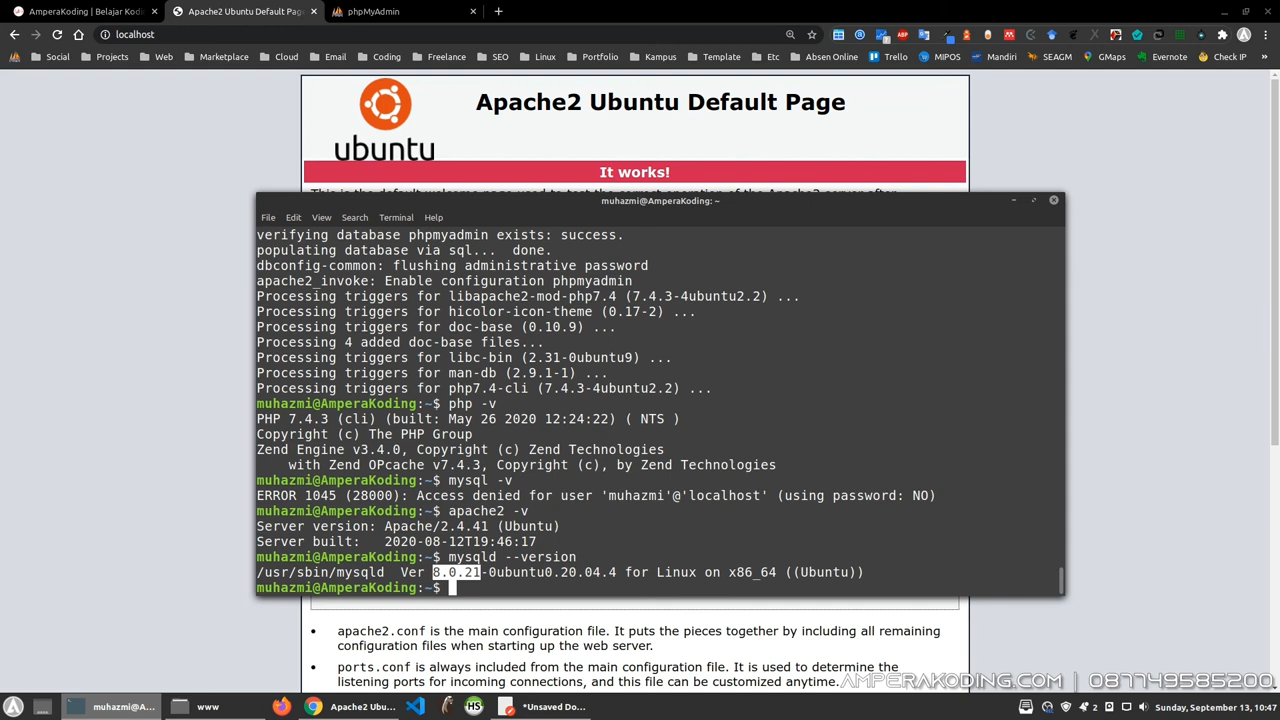 AmperaKoding | Belajar Kodi
Apache2 Ubuntu Default Page
phpMyAdmin
localhost
Social
Projects
Web
Marketplace
Cloud
Email
Coding
Freelance
SEO
Linux
Portfolio
Kampus
Template
Etc
Absen Online
Trello
MIPOS
Mandiri
SEAGM
GMaps
Evernote
Check IP
»
Apache2 Ubuntu Default Page
ubuntu
It works!
muhazmi@AmperaKoding: ~
File Edit View Search Terminal Help
verifying database phpmyadmin exists: success.
populating database via sql...  done.
dbconfig-common: flushing administrative password
apache2_invoke: Enable configuration phpmyadmin
Processing triggers for libapache2-mod-php7.4 (7.4.3-4ubuntu2.2) ...
Processing triggers for hicolor-icon-theme (0.17-2) ...
Processing triggers for doc-base (0.10.9) ...
Processing 4 added doc-base files...
Processing triggers for libc-bin (2.31-0ubuntu9) ...
Processing triggers for man-db (2.9.1-1) ...
Processing triggers for php7.4-cli (7.4.3-4ubuntu2.2) ...
muhazmi@AmperaKoding:~$ php -v
PHP 7.4.3 (cli) (built: May 26 2020 12:24:22) ( NTS )
Copyright (c) The PHP Group
Zend Engine v3.4.0, Copyright (c) Zend Technologies
    with Zend OPcache v7.4.3, Copyright (c), by Zend Technologies
muhazmi@AmperaKoding:~$ mysql -v
ERROR 1045 (28000): Access denied for user 'muhazmi'@'localhost' (using password: NO)
muhazmi@AmperaKoding:~$ apache2 -v
Server version: Apache/2.4.41 (Ubuntu)
Server built:   2020-08-12T19:46:17
muhazmi@AmperaKoding:~$ mysqld --version
/usr/sbin/mysqld  Ver 8.0.21-0ubuntu0.20.04.4 for Linux on x86_64 ((Ubuntu))
muhazmi@AmperaKoding:~$
• apache2.conf is the main configuration file. It puts the pieces together by including all remaining
configuration files when starting up the web server.
• ports.conf is always included from the main configuration file. It is used to determine the
listening ports for incoming connections, and this file can be customized anytime.
AMPERAKODING.COM | 087749585200
muhazmi@A...
www
Apache2 Ubu...
*Unsaved Do...
Sunday, September 13, 10:47